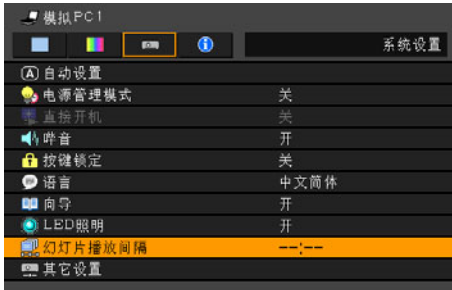 模拟PC1
系统设置
自动设置
电源管理模式 关
直接开机 关
哔音 开
按键锁定 关
语言 中文简体
向导 开
LED照明 开
幻灯片播放间隔 --:--
其它设置